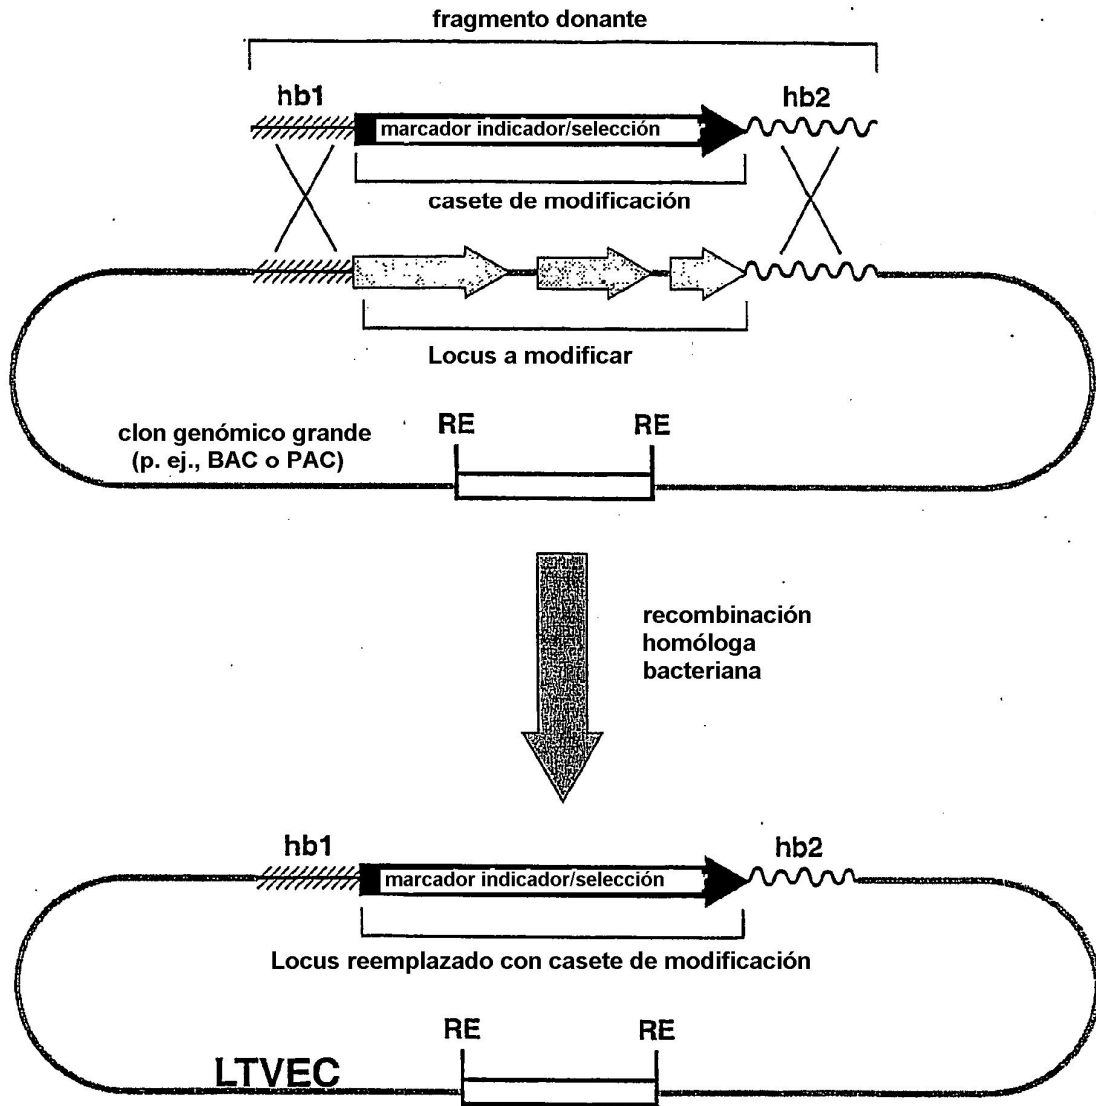 fragmento donante
hb1
hb2
marcador indicador/selección
casete de modificación
Locus a modificar
clon genómico grande
(p. ej., BAC o PAC)
RE
RE
recombinación
homóloga
bacteriana
hb1
hb2
marcador indicador/selección
Locus reemplazado con casete de modificación
RE
RE
LTVEC